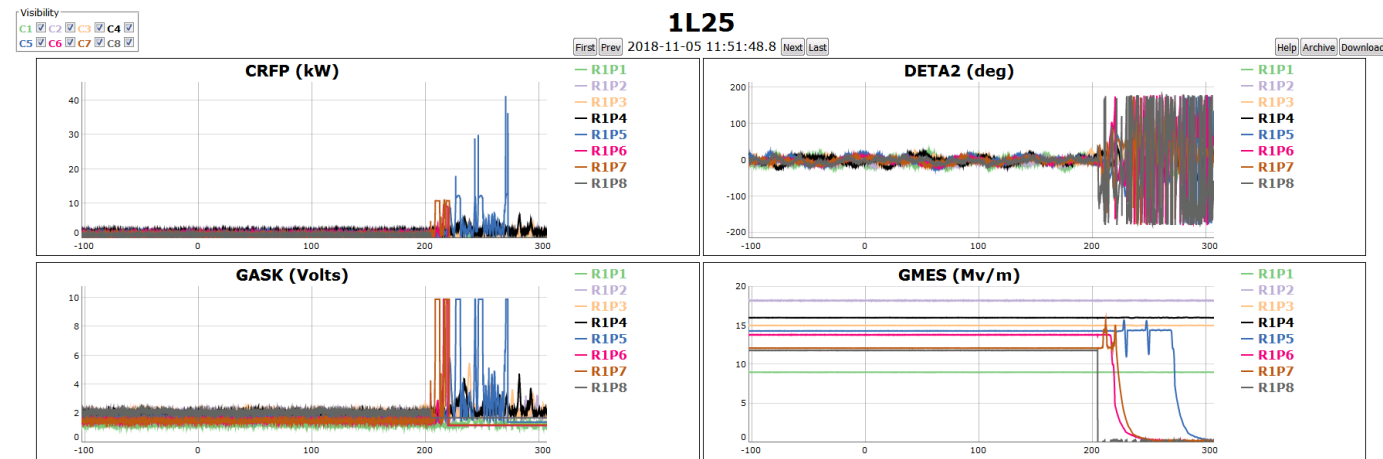 Visibility
1L25
C1 C2 C3 C4
C5 C6 C7 C8
First Prev 2018-11-05 11:51:48.8 Next Last
Help Archive Download
CRFP (kW)
40
30
20
10
0
-100 0 100 200 300
R1P1
R1P2
R1P3
R1P4
R1P5
R1P6
R1P7
R1P8
DETA2 (deg)
200
100
0
-100
-200
-100 0 100 200 300
R1P1
R1P2
R1P3
R1P4
R1P5
R1P6
R1P7
R1P8
GASK (Volts)
10
8
6
4
2
0
-100 0 100 200 300
R1P1
R1P2
R1P3
R1P4
R1P5
R1P6
R1P7
R1P8
GMES (Mv/m)
20
15
10
5
0
-100 0 100 200 300
R1P1
R1P2
R1P3
R1P4
R1P5
R1P6
R1P7
R1P8